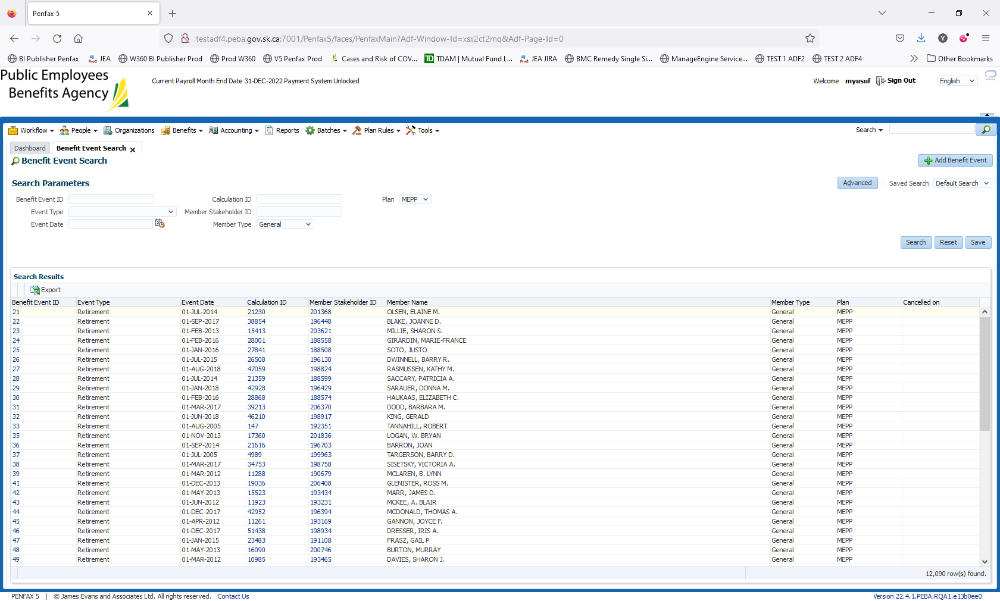 Penfax 5
testadf4.peba.gov.sk.ca:7001/Penfax5/faces/PenfaxMain?Adf-Window-Id=xsx2ct2mq&Adf-Page-Id=0
BI Publisher Penfax JEA W360 BI Publisher Prod Prod W360 V5 Penfax Prod Cases and Risk of COV... TD TDAM | Mutual Fund L... JEA JIRA BMC Remedy Single Si... ManageEngine Service... TEST 1 ADF2 TEST 2 ADF4 Other Bookmarks
Public Employees
Benefits Agency
Current Payroll Month End Date 31-DEC-2022 Payment System Unlocked
Welcome myusuf Sign Out English
Workflow People Organizations Benefits Accounting Reports Batches Plan Rules Tools Search
Dashboard Benefit Event Search
Benefit Event Search Add Benefit Event
Search Parameters Advanced Saved Search Default Search
Benefit Event ID Calculation ID Plan MEPP
Event Type Member Stakeholder ID
Event Date Member Type General
Search Reset Save
Search Results
Export
Benefit Event ID Event Type Event Date Calculation ID Member Stakeholder ID Member Name Member Type Plan Cancelled on
21 Retirement 01-JUL-2014 21230 201368 OLSEN, ELAINE M. General MEPP
22 Retirement 01-SEP-2017 38854 196448 BLAKE, JOANNE D. General MEPP
23 Retirement 01-FEB-2013 15413 203621 MILLIE, SHARON S. General MEPP
24 Retirement 01-FEB-2016 28001 188558 GIRARDIN, MARIE-FRANCE General MEPP
25 Retirement 01-JAN-2016 27841 188508 SOTO, JUSTO General MEPP
26 Retirement 01-JUL-2015 26508 196130 DWINNELL, BARRY R. General MEPP
27 Retirement 01-AUG-2018 47059 198824 RASMUSSEN, KATHY M. General MEPP
28 Retirement 01-JUL-2014 21359 188599 SACCARY, PATRICIA A. General MEPP
29 Retirement 01-JAN-2018 42928 196429 SARAUER, DONNA M. General MEPP
30 Retirement 01-FEB-2016 28868 188574 HAUKAAS, ELIZABETH C. General MEPP
31 Retirement 01-MAR-2017 39213 206370 DODD, BARBARA M. General MEPP
32 Retirement 01-JUN-2018 46210 198917 KING, GERALD General MEPP
33 Retirement 01-AUG-2005 147 192351 TANNAHILL, ROBERT General MEPP
35 Retirement 01-NOV-2013 17360 201836 LOGAN, W. BRYAN General MEPP
36 Retirement 01-SEP-2014 21616 196703 BARRON, JOAN General MEPP
37 Retirement 01-JUL-2005 4989 199963 TARGERSON, BARRY D. General MEPP
38 Retirement 01-MAR-2017 34753 198758 SISETSKY, VICTORIA A. General MEPP
39 Retirement 01-MAR-2012 11288 190679 MCLAREN, B. LYNN General MEPP
41 Retirement 01-DEC-2013 19036 206408 GLENISTER, ROSS M. General MEPP
42 Retirement 01-MAY-2013 15523 193434 MARR, JAMES D. General MEPP
43 Retirement 01-JUN-2012 11923 193231 MCKEE, A. BLAIR General MEPP
44 Retirement 01-DEC-2017 42952 196394 MCDONALD, THOMAS A. General MEPP
45 Retirement 01-APR-2012 11261 193169 GANNON, JOYCE F. General MEPP
46 Retirement 01-DEC-2017 51438 198934 DRESSER, IRIS A. General MEPP
47 Retirement 01-JAN-2015 23483 191108 FRASZ, GAIL P General MEPP
48 Retirement 01-MAY-2013 16090 200746 BURTON, MURRAY General MEPP
49 Retirement 01-MAR-2012 10985 193465 DAVIES, SHARON J. General MEPP
12,090 row(s) found.
PENFAX 5 | © James Evans and Associates Ltd. All rights reserved. Contact Us Version 22.4.1.PEBA.RQA1.e13b0ee0